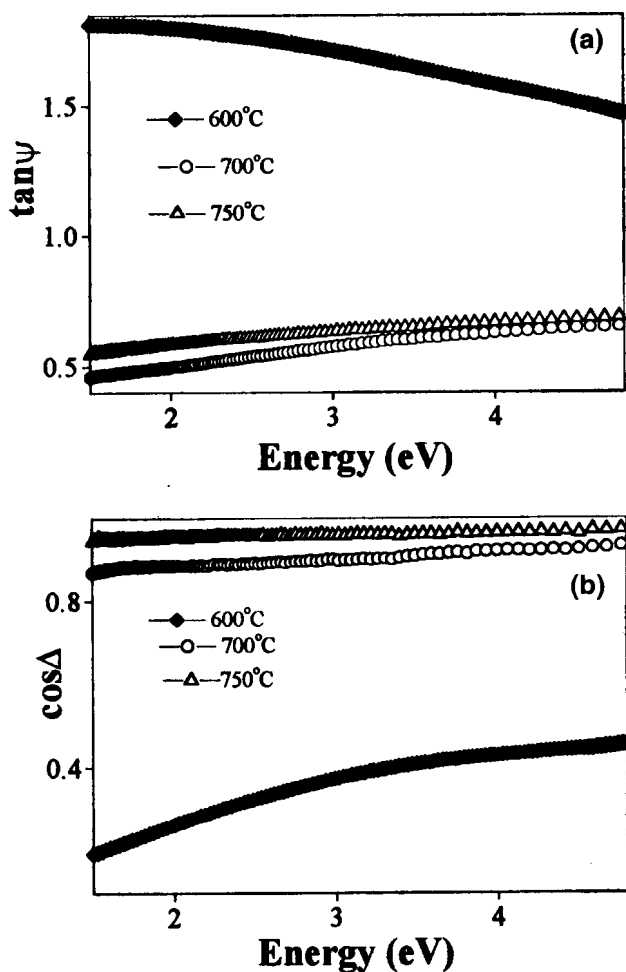 (a)
tanψ
1.5
1.0
0.5
600°C
700°C
750°C
2 3 4
Energy (eV)
(b)
cosΔ
0.8
0.4
600°C
700°C
750°C
2 3 4
Energy (eV)